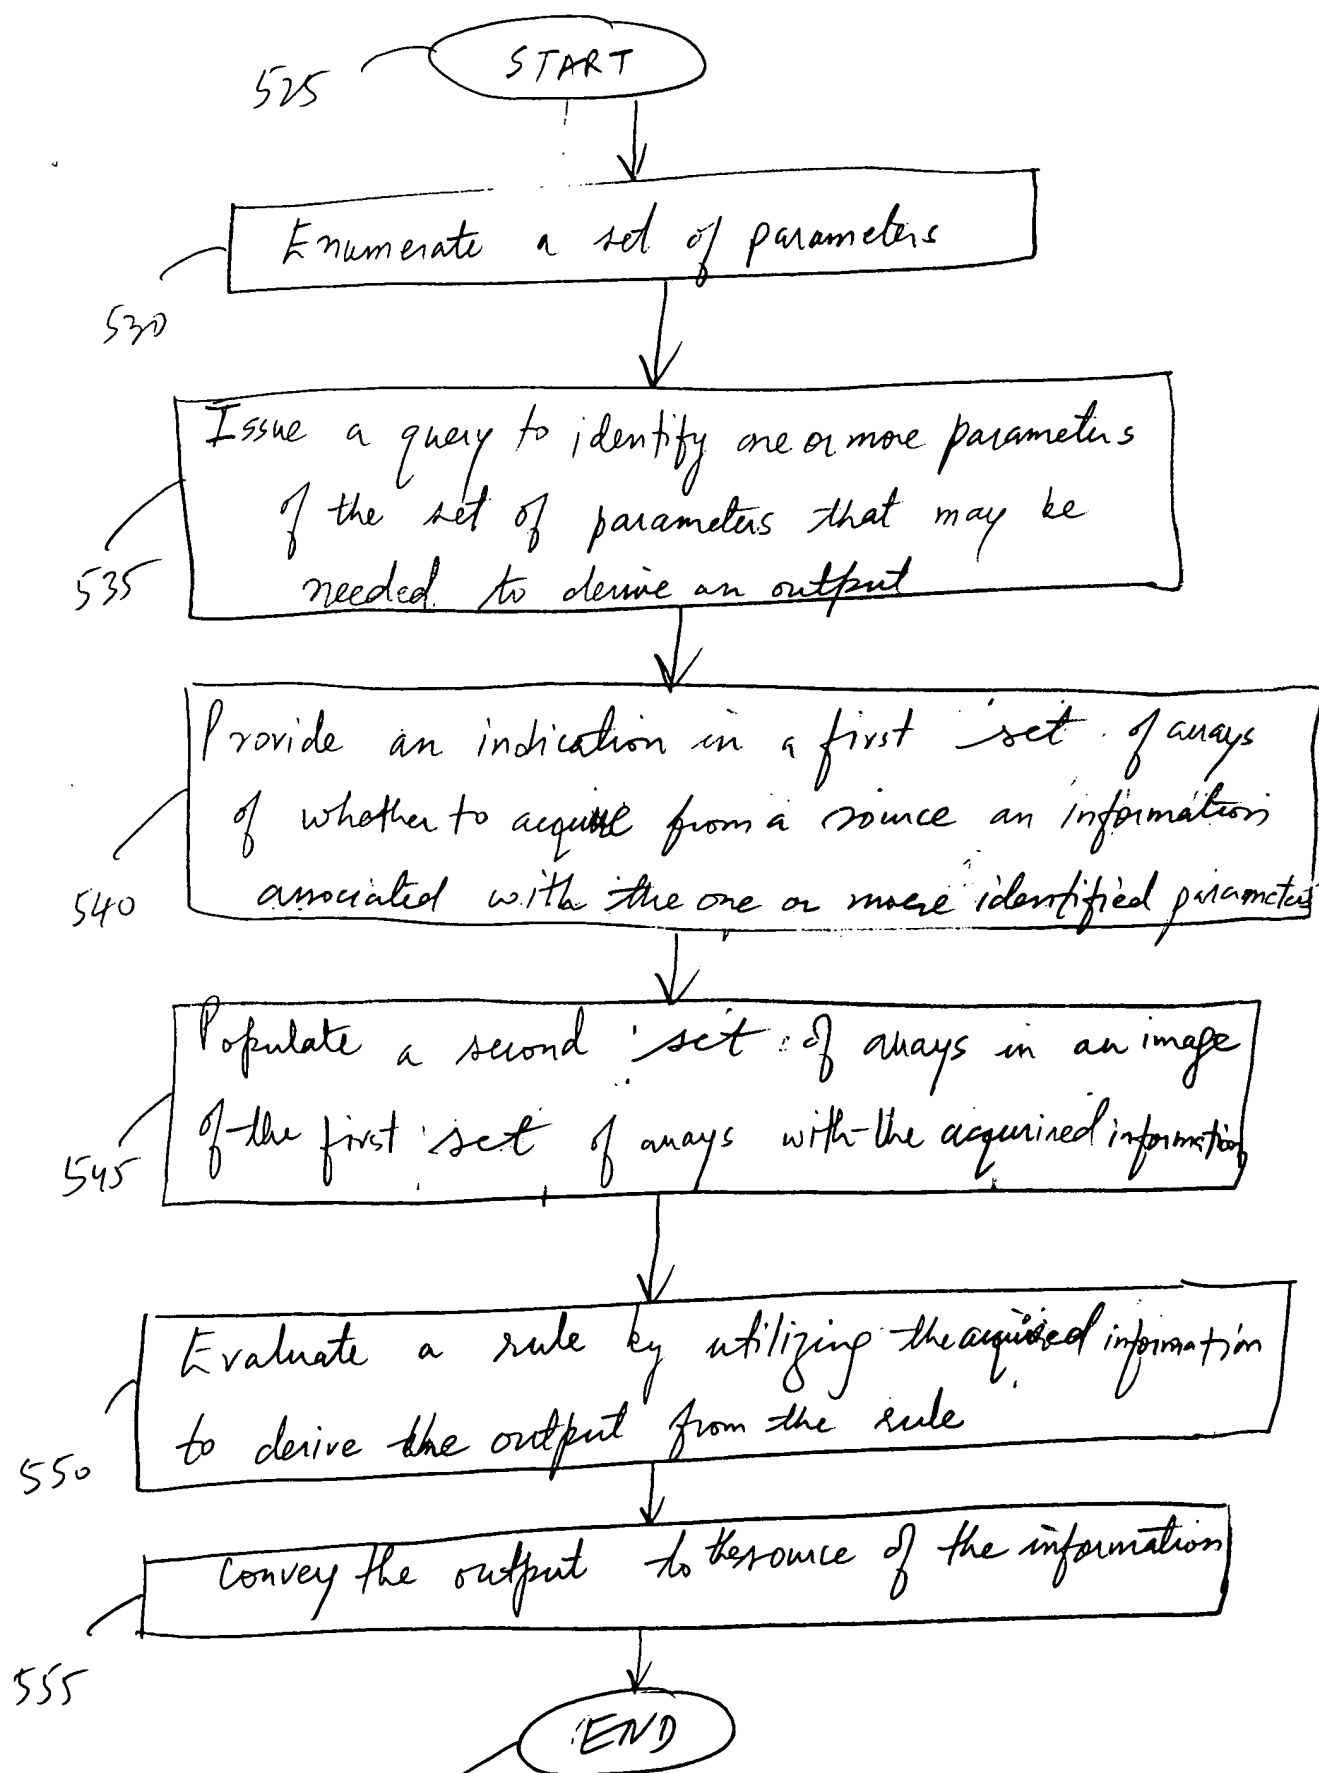 START
525
Enumerate a set of parameters
530
Issue a query to identify one or more parameters
of the set of parameters that may be
needed to derive an output
535
Provide an indication in a first set of arrays
of whether to acquire from a source an information
associated with the one or more identified parameters
540
Populate a second set of arrays in an image
of the first set of arrays with the acquired information
545
Evaluate a rule by utilizing the acquired information
to derive the output from the rule
550
Convey the output to the source of the information
555
END